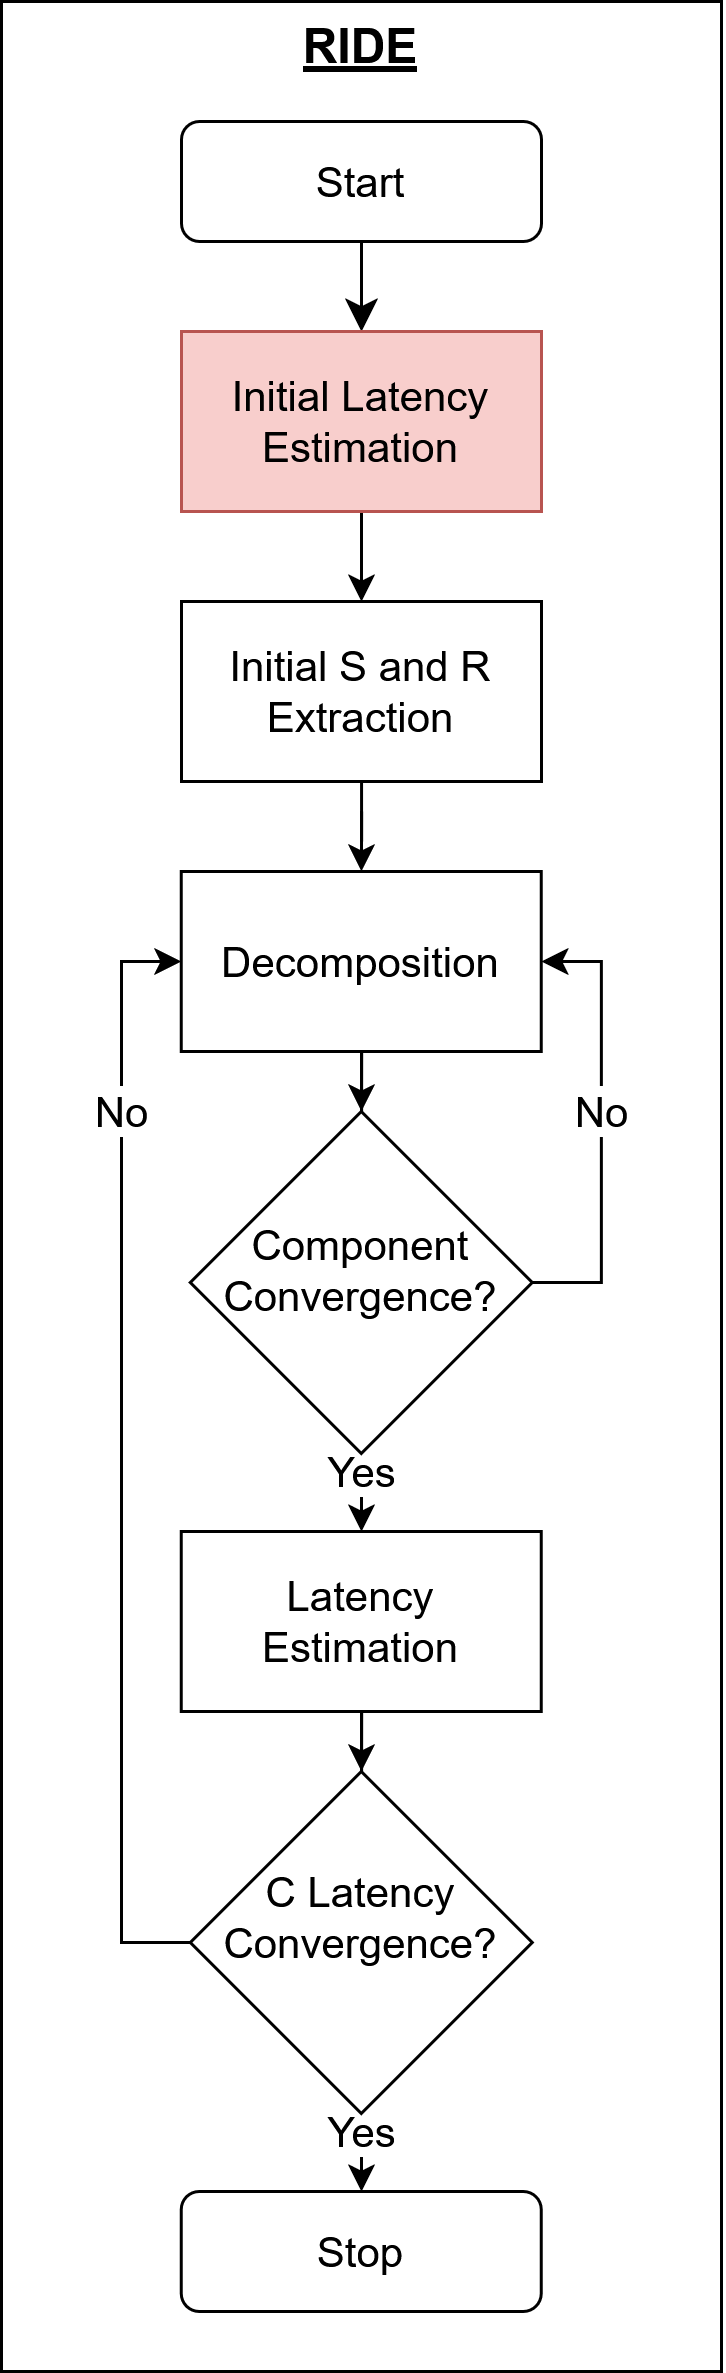 RIDE
Start
Initial Latency
Estimation
Initial S and R
Extraction
Decomposition
No
No
Component
Convergence?
Yes
Latency
Estimation
C Latency
Convergence?
Yes
Stop